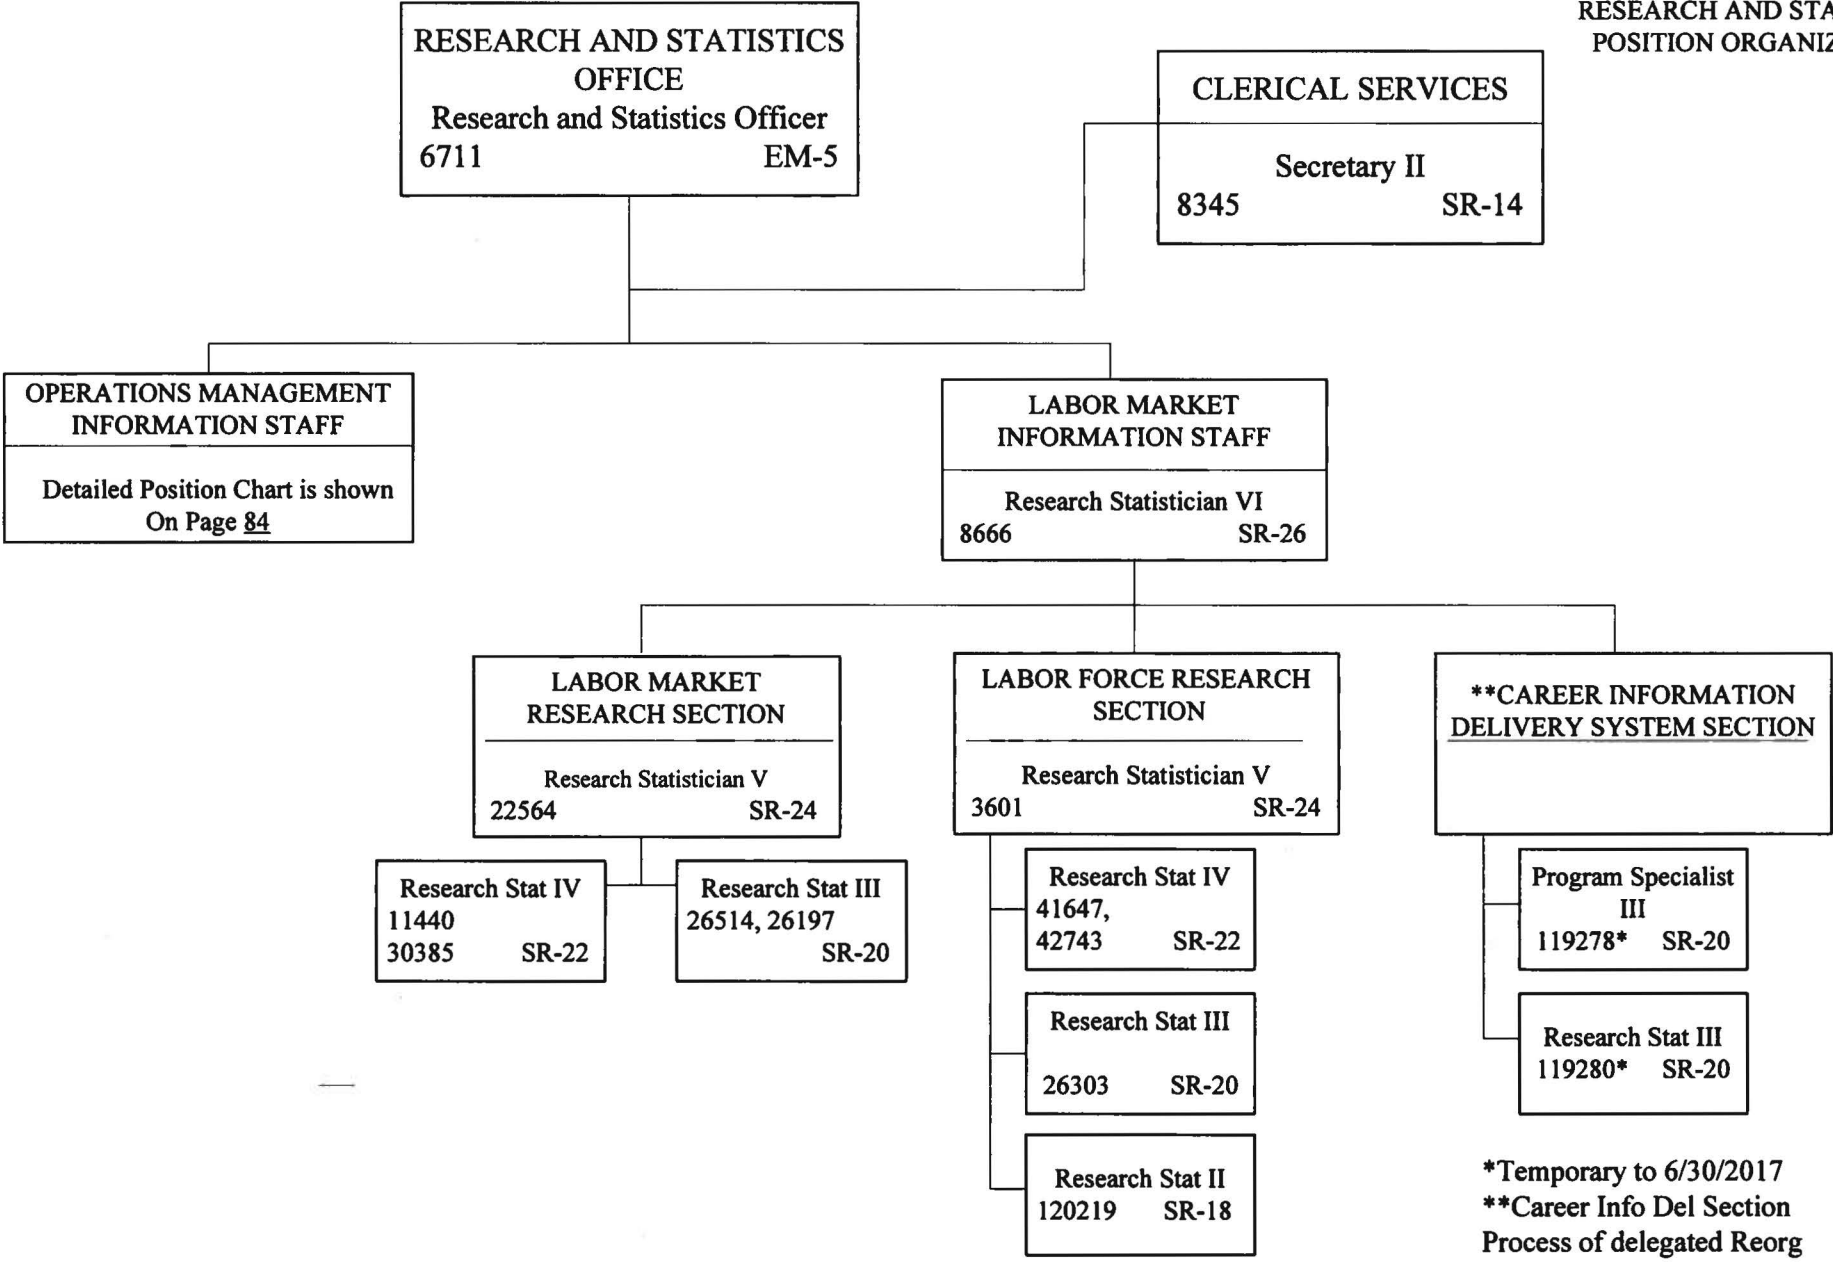 RESEARCH AND STATISTICS
OFFICE
Research and Statistics Officer
6711 EM-5
RESEARCH AND STA
POSITION ORGANIZ
CLERICAL SERVICES
Secretary II
8345 SR-14
OPERATIONS MANAGEMENT
INFORMATION STAFF
Detailed Position Chart is shown
On Page 84
LABOR MARKET
INFORMATION STAFF
Research Statistician VI
8666 SR-26
LABOR MARKET
RESEARCH SECTION
Research Statistician V
22564 SR-24
Research Stat IV
11440
30385 SR-22
Research Stat III
26514, 26197
SR-20
LABOR FORCE RESEARCH
SECTION
Research Statistician V
3601 SR-24
Research Stat IV
41647,
42743 SR-22
Research Stat III
26303 SR-20
Research Stat II
120219 SR-18
**CAREER INFORMATION
DELIVERY SYSTEM SECTION
Program Specialist
III
119278* SR-20
Research Stat III
119280* SR-20
*Temporary to 6/30/2017
**Career Info Del Section
Process of delegated Reorg